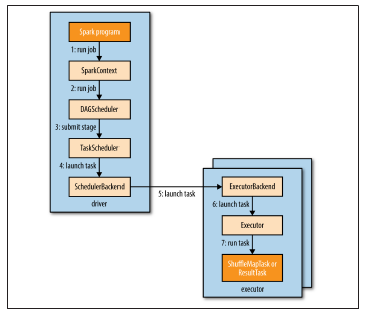 Spark program
1: run job
SparkContext
2: run job
DAGScheduler
3: submit stage
TaskScheduler
4: launch task
SchedulerBackend
driver
5: launch task
ExecutorBackend
6: launch task
Executor
7: run task
ShuffleMapTask or
ResultTask
executor